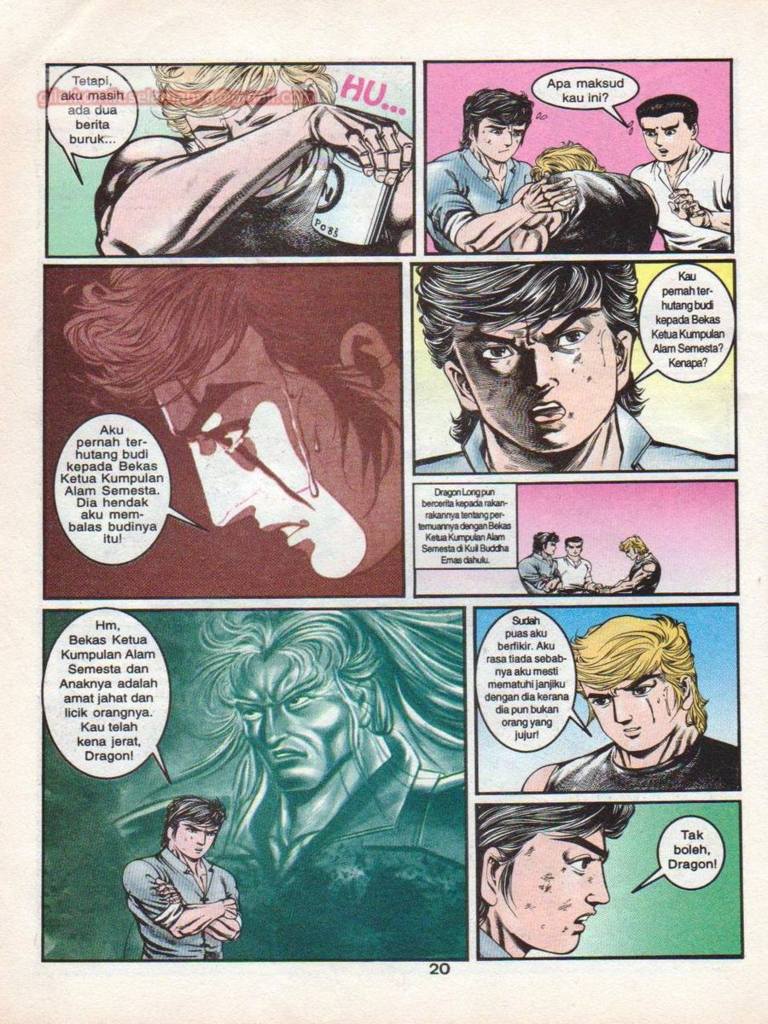 Tetapi,
aku masih
ada dua
berita
buruk...
HU...
Po 85
Apa maksud
kau ini?
Aku
pernah ter-
hutang budi
kepada Bekas
Ketua Kumpulan
Alam Semesta.
Dia hendak
aku mem-
balas budinya
itu!
Kau
pernah ter-
hutang budi
kepada Bekas
Ketua Kumpulan
Alam Semesta?
Kenapa?
Dragon Long pun
bercerita kepada rakan-
rakannya tentang per-
temuannya dengan Bekas
Ketua Kumpulan Alam
Semesta di Kuil Buddha
Emas dahulu.
Hm,
Bekas Ketua
Kumpulan Alam
Semesta dan
Anaknya adalah
amat jahat dan
licik orangnya.
Kau telah
kena jerat,
Dragon!
Sudah
puas aku
berfikir. Aku
rasa tiada sebab-
nya aku mesti
mematuhi janjiku
dengan dia kerana
dia pun bukan
orang yang
jujur!
Tak
boleh,
Dragon!
20